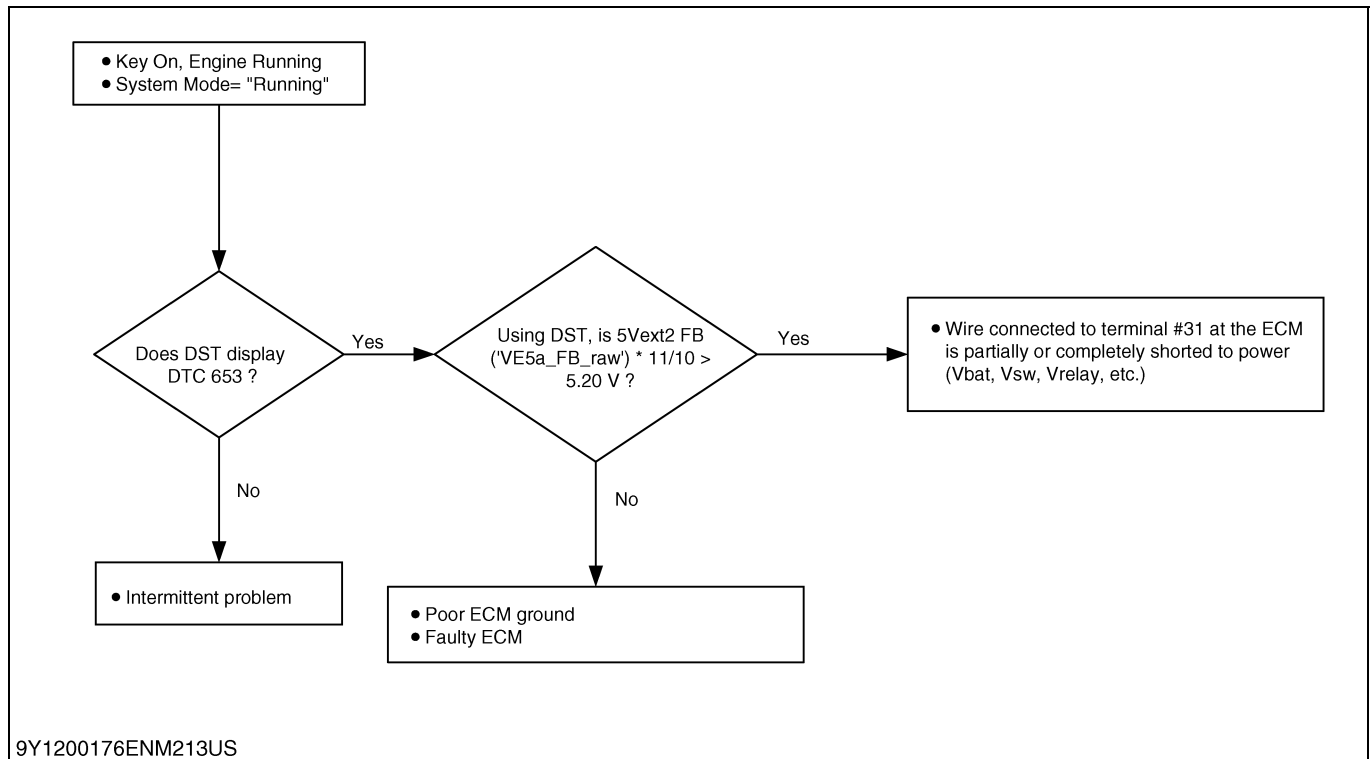 ● Key On, Engine Running
● System Mode= "Running"
Does DST display
DTC 653 ?
Yes
No
● Intermittent problem
Using DST, is 5Vext2 FB
('VE5a_FB_raw') * 11/10 >
5.20 V ?
Yes
No
● Wire connected to terminal #31 at the ECM
is partially or completely shorted to power
(Vbat, Vsw, Vrelay, etc.)
● Poor ECM ground
● Faulty ECM
9Y1200176ENM213US